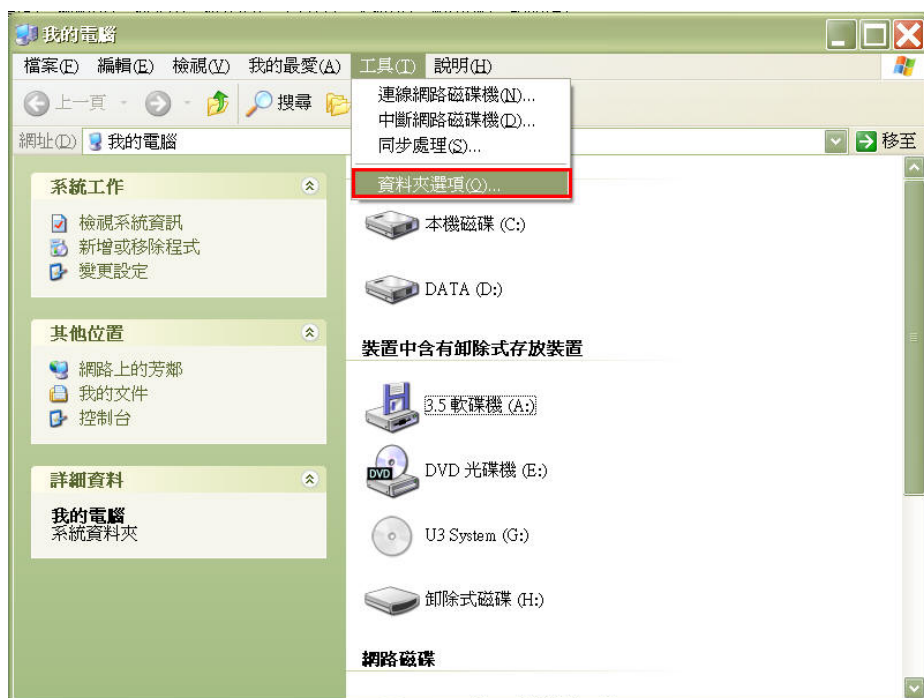 我的電腦
檔案(F) 編輯(E) 檢視(V) 我的最愛(A) 工具(T) 說明(H)
上一頁 搜尋
連線網路磁碟機(N)...
中斷網路磁碟機(D)...
同步處理(S)...
資料夾選項(O)...
網址(D) 我的電腦 移至
系統工作
檢視系統資訊
新增或移除程式
變更設定
其他位置
網路上的芳鄰
我的文件
控制台
詳細資料
我的電腦
系統資料夾
本機磁碟 (C:)
DATA (D:)
裝置中含有卸除式存放裝置
3.5 軟碟機 (A:)
DVD 光碟機 (E:)
U3 System (G:)
卸除式磁碟 (H:)
網路磁碟